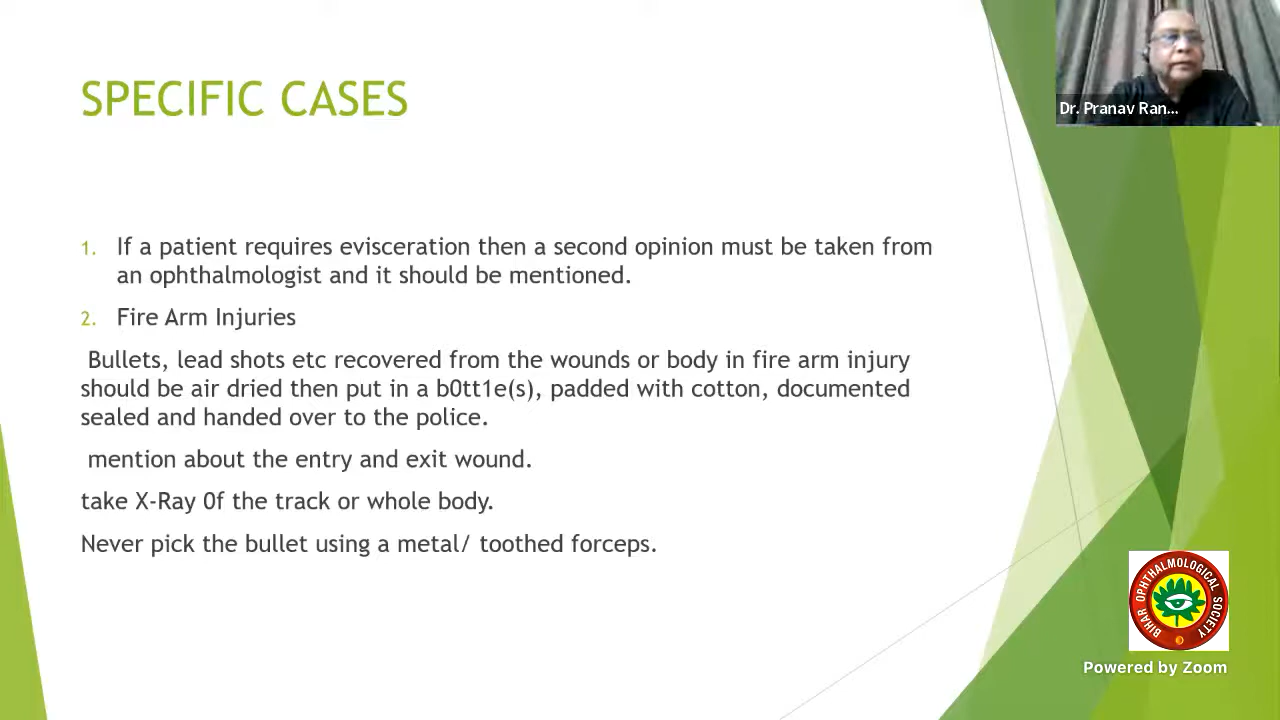 Dr. Pranav Ran...
SPECIFIC CASES
1. If a patient requires evisceration then a second opinion must be taken from
an ophthalmologist and it should be mentioned.
2. Fire Arm Injuries
Bullets, lead shots etc recovered from the wounds or body in fire arm injury
should be air dried then put in a b0tt1e(s), padded with cotton, documented
sealed and handed over to the police.
mention about the entry and exit wound.
take X-Ray 0f the track or whole body.
Never pick the bullet using a metal/ toothed forceps.
BIHAR OPHTHALMOLOGICAL SOCIETY
Powered by Zoom